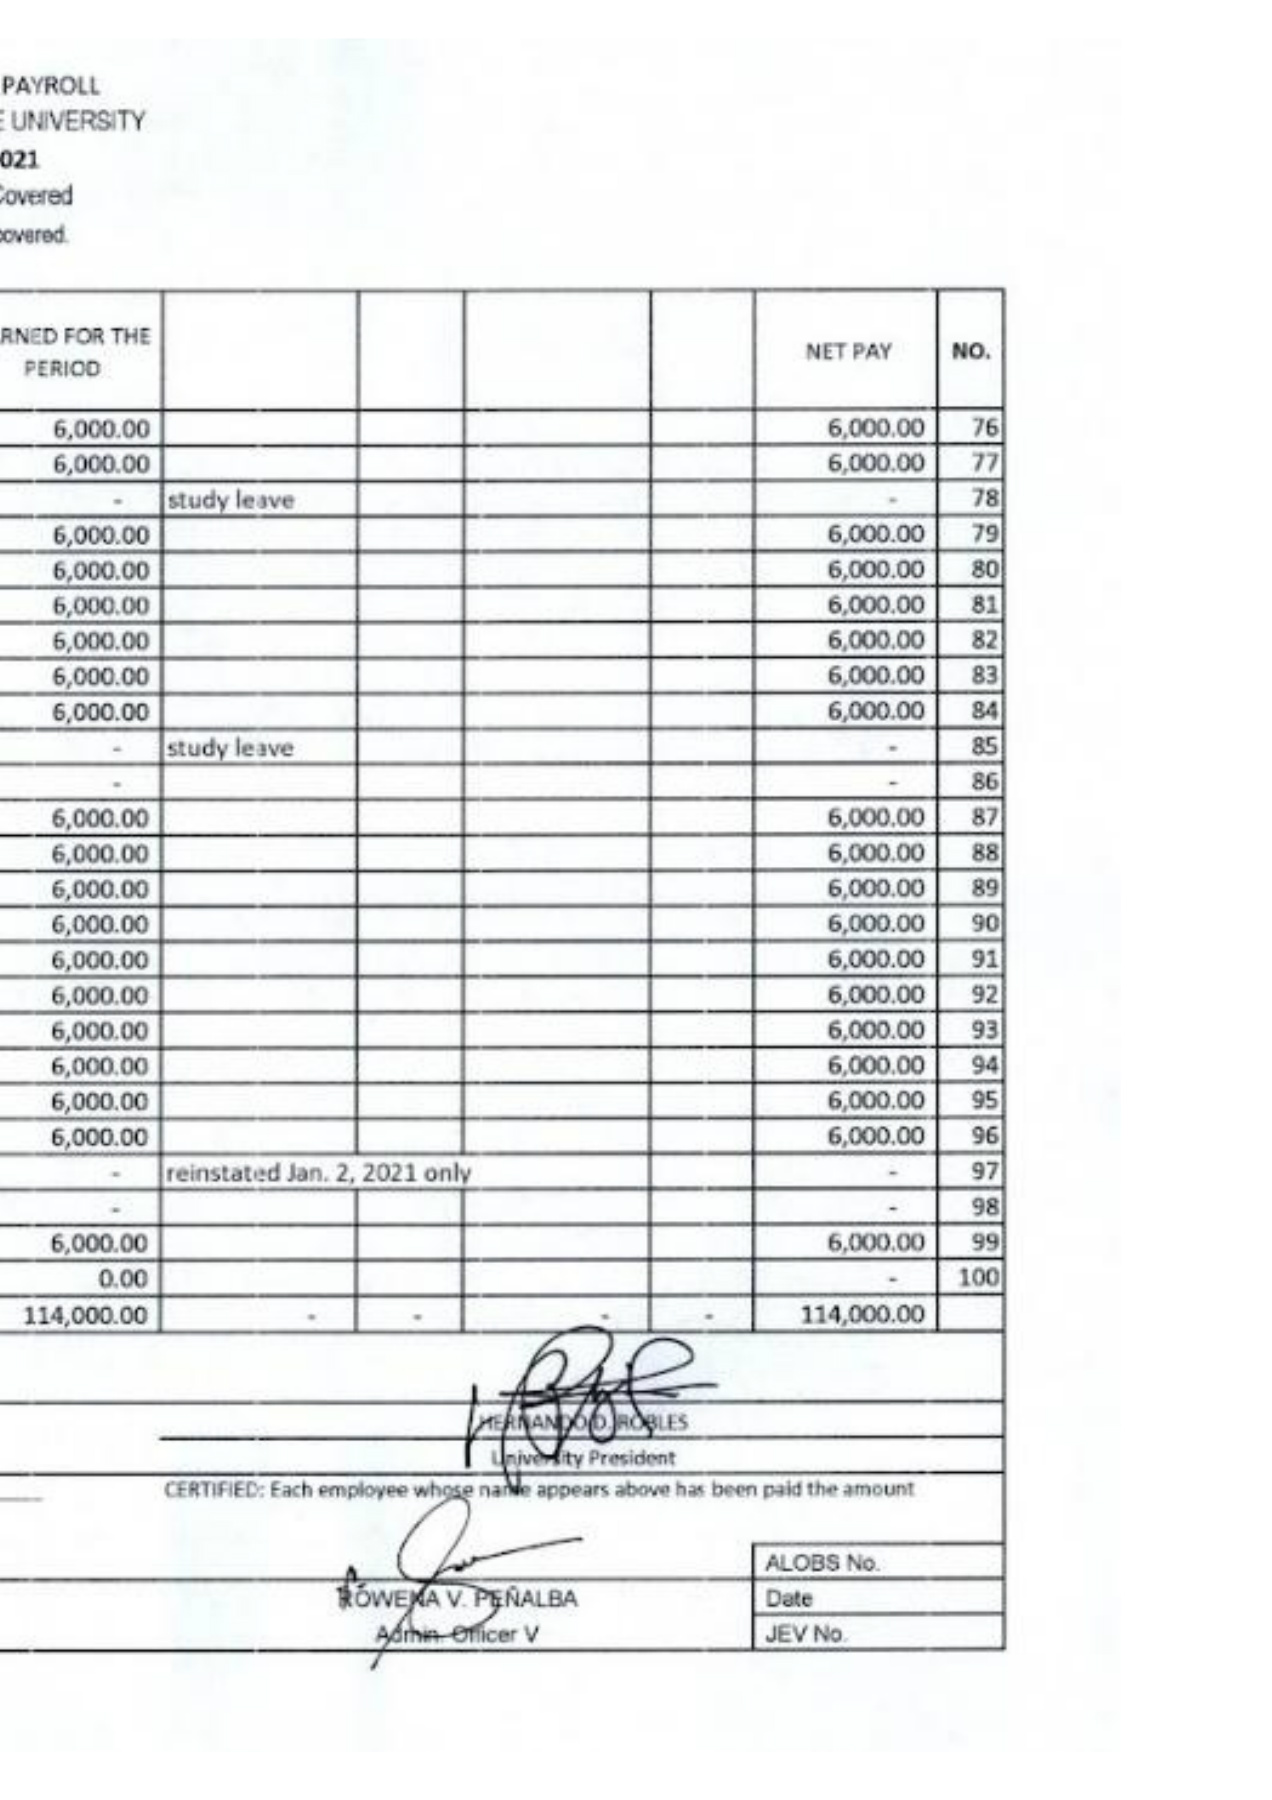 PAYROLL
E UNIVERSITY
021
Covered
covered.
RNED FOR THE PERIOD NET PAY NO.
6,000.00 6,000.00 76
6,000.00 6,000.00 77
- study leave - 78
6,000.00 6,000.00 79
6,000.00 6,000.00 80
6,000.00 6,000.00 81
6,000.00 6,000.00 82
6,000.00 6,000.00 83
6,000.00 6,000.00 84
- study leave - 85
- - 86
6,000.00 6,000.00 87
6,000.00 6,000.00 88
6,000.00 6,000.00 89
6,000.00 6,000.00 90
6,000.00 6,000.00 91
6,000.00 6,000.00 92
6,000.00 6,000.00 93
6,000.00 6,000.00 94
6,000.00 6,000.00 95
6,000.00 6,000.00 96
- reinstated Jan. 2, 2021 only - 97
- - 98
6,000.00 6,000.00 99
0.00 - 100
114,000.00 - - - - 114,000.00
HERNANDO D. ROBLES
University President
CERTIFIED: Each employee whose name appears above has been paid the amount
ALOBS No.
ROWENA V. PEÑALBA Date
Admin. Officer V JEV No.